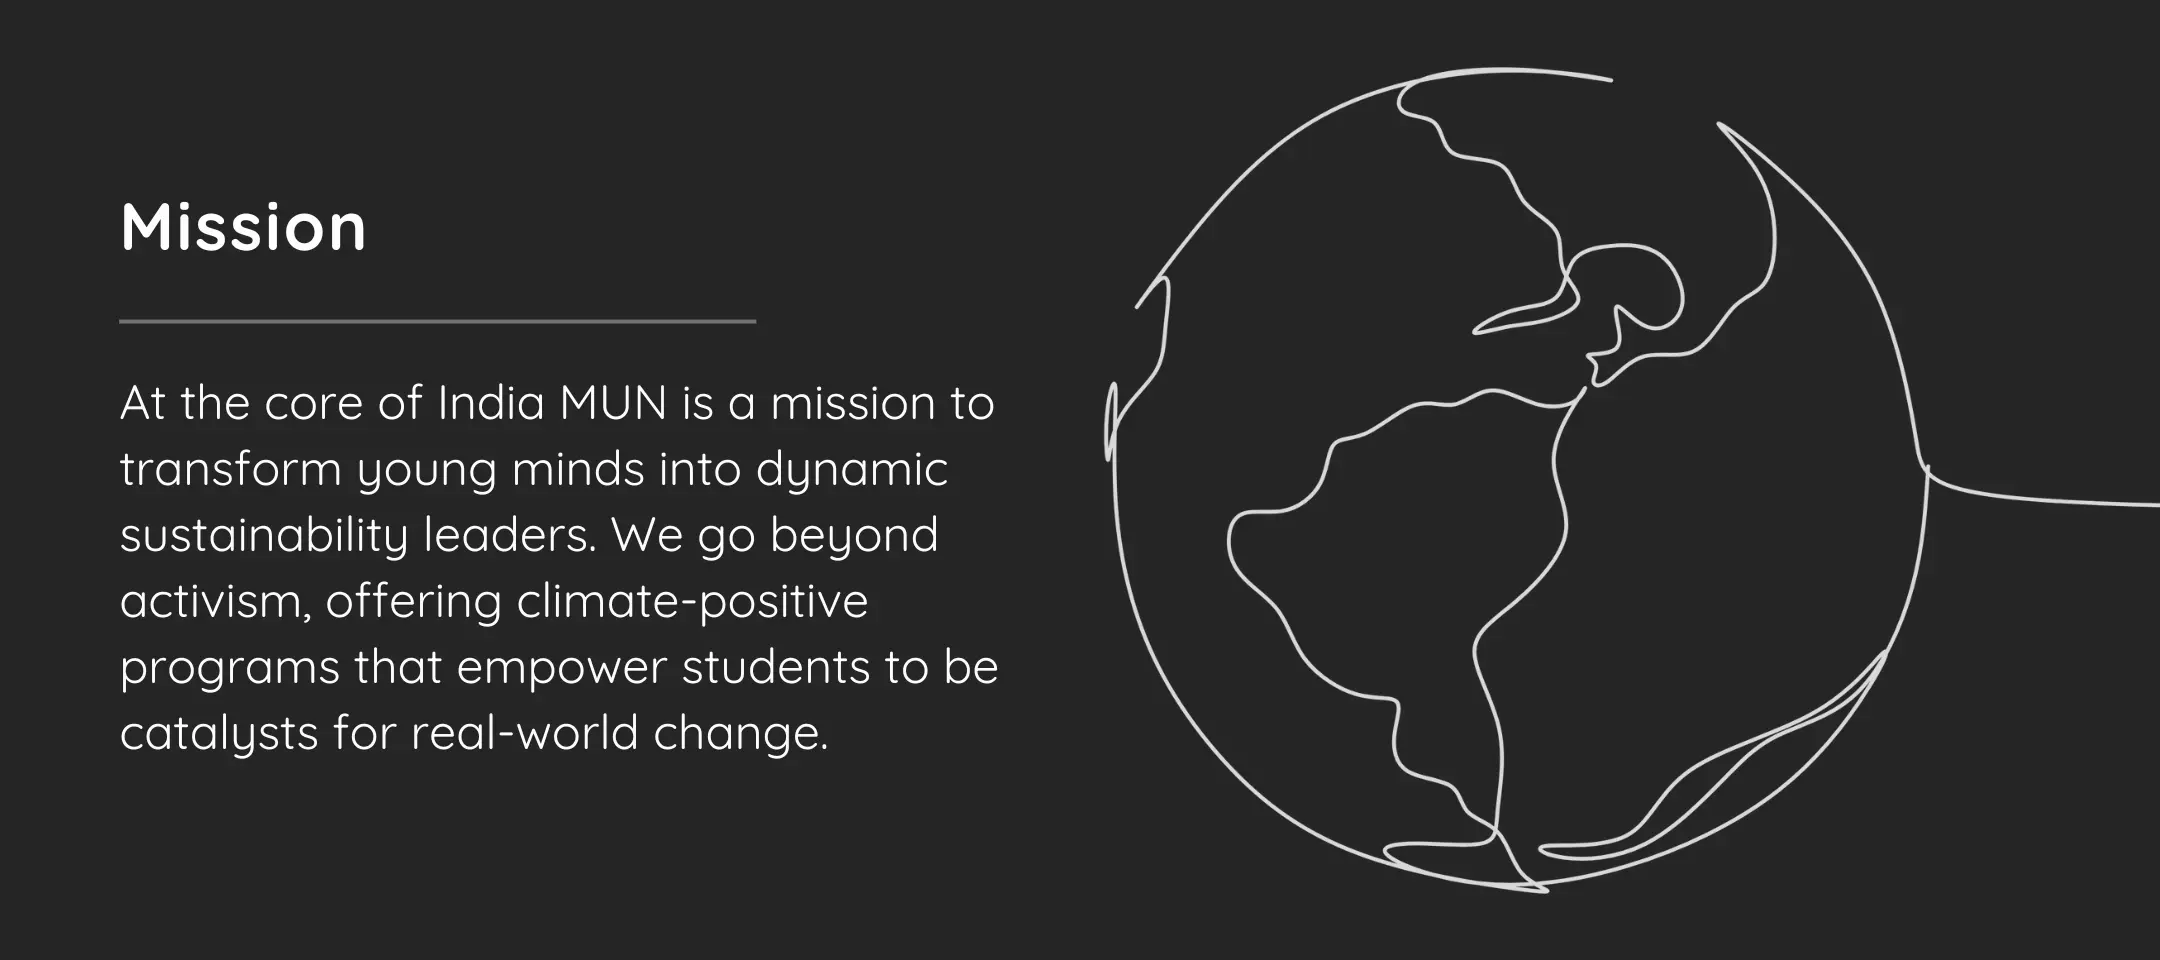 Mission
At the core of India MUN is a mission to
transform young minds into dynamic
sustainability leaders. We go beyond
activism, offering climate-positive
programs that empower students to be
catalysts for real-world change.